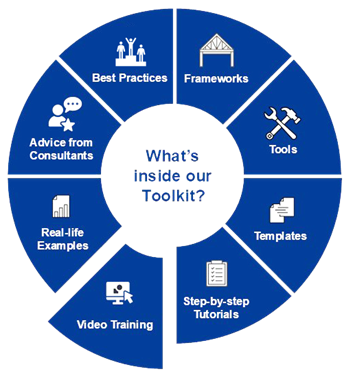 What's
inside our
Toolkit?
Frameworks
Tools
Templates
Step-by-step
Tutorials
Video Training
Real-life
Examples
Advice from
Consultants
Best Practices